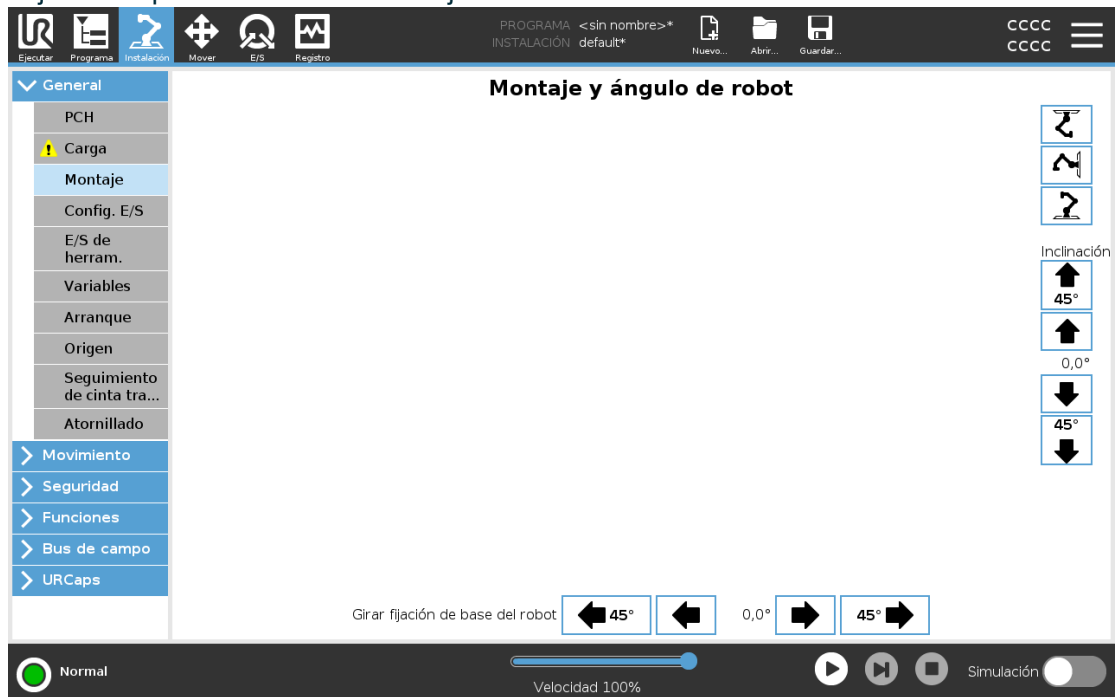 PROGRAMA <sin nombre>*
INSTALACIÓN default*
Ejecutar
Programa
Instalación
Mover
E/S
Registro
Nuevo...
Abrir...
Guardar...
cccc
cccc
General
PCH
Carga
Montaje
Config. E/S
E/S de
herram.
Variables
Arranque
Origen
Seguimiento
de cinta tra...
Atornillado
Movimiento
Seguridad
Funciones
Bus de campo
URCaps
Montaje y ángulo de robot
Inclinación
45°
0,0°
45°
Girar fijación de base del robot
45°
0,0°
45°
Normal
Velocidad 100%
Simulación